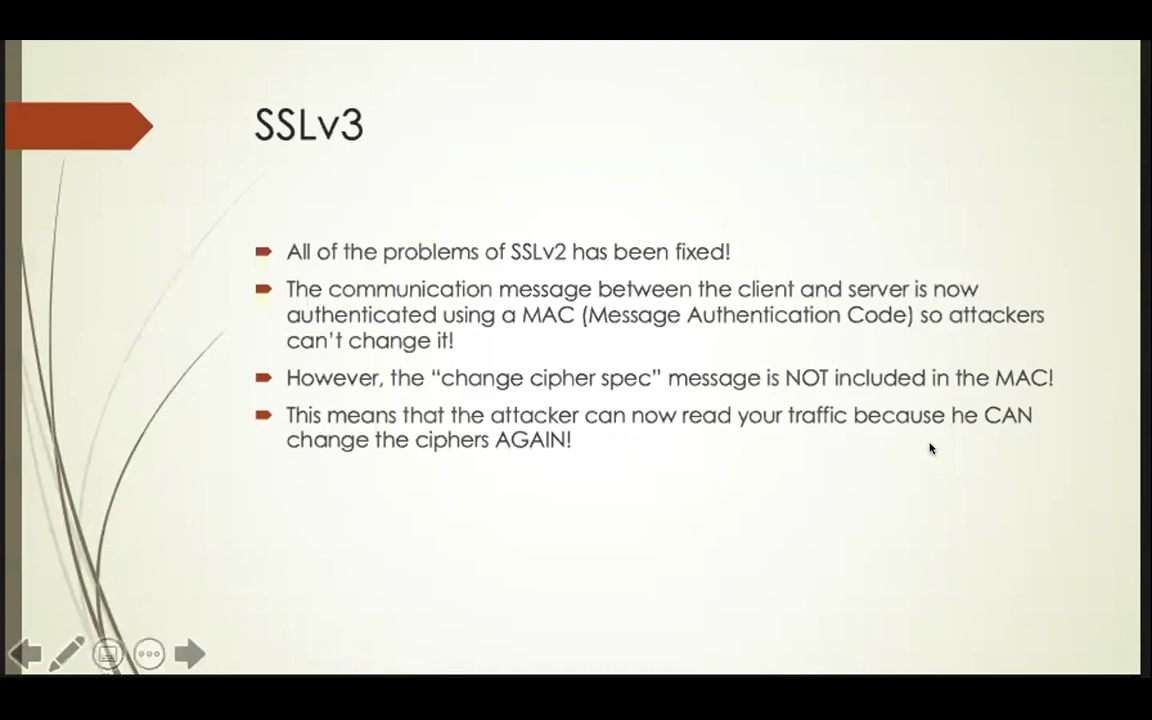 SSLv3
All of the problems of SSLv2 has been fixed!
The communication message between the client and server is now
authenticated using a MAC (Message Authentication Code) so attackers
can't change it!
However, the “change cipher spec” message is NOT included in the MAC!
This means that the attacker can now read your traffic because he CAN
change the ciphers AGAIN!